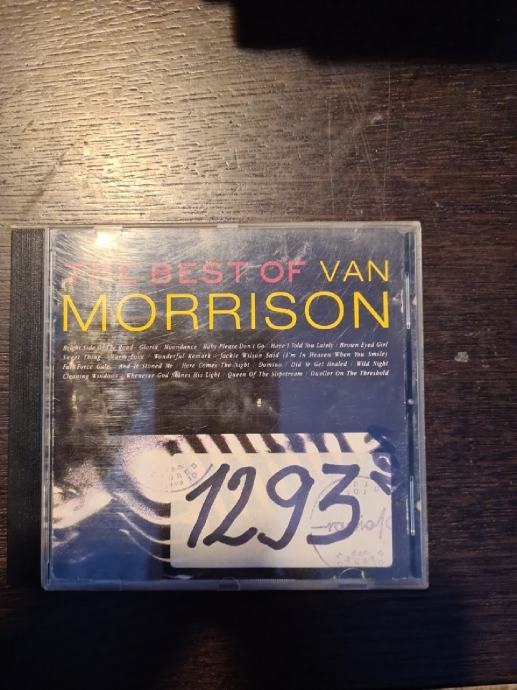 THE BEST OF VAN
MORRISON
Bright Side Of The Road · Gloria · Moondance · Baby Please Don't Go · Have I Told You Lately · Brown Eyed Girl
Sweet Thing · Warm Love · Wonderful Remark · Jackie Wilson Said (I'm In Heaven When You Smile)
Full Force Gale · And It Stoned Me · Here Comes The Night · Domino · Did Ye Get Healed · Wild Night
Cleaning Windows · Whenever God Shines His Light · Queen Of The Slipstream · Dweller On The Threshold
1293